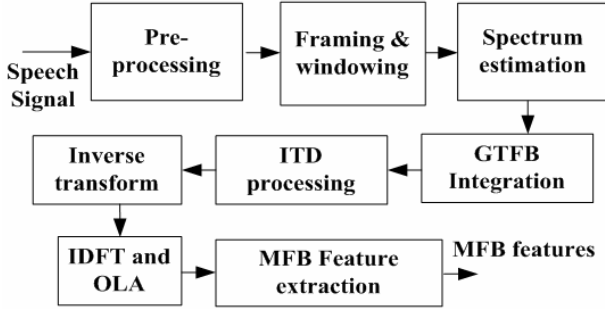 Speech
Signal
Pre-
processing
Framing &
windowing
Spectrum
estimation
GTFB
Integration
ITD
processing
Inverse
transform
IDFT and
OLA
MFB Feature
extraction
MFB features